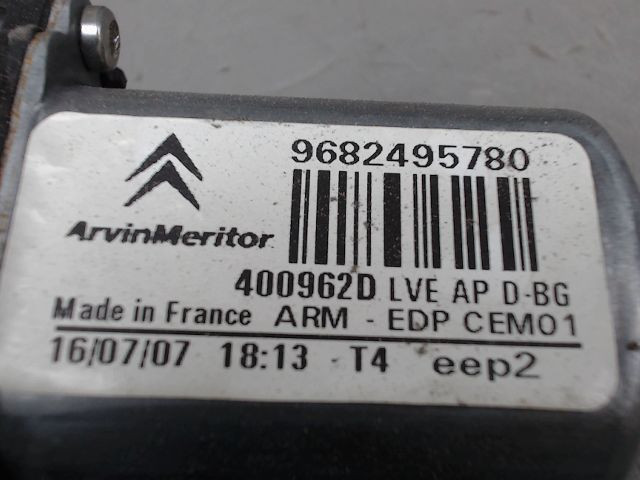 9682495780
ArvinMeritor
400962D LVE AP D-BG
Made in France ARM - EDP CEM01
16/07/07 18:13 - T4 eep2